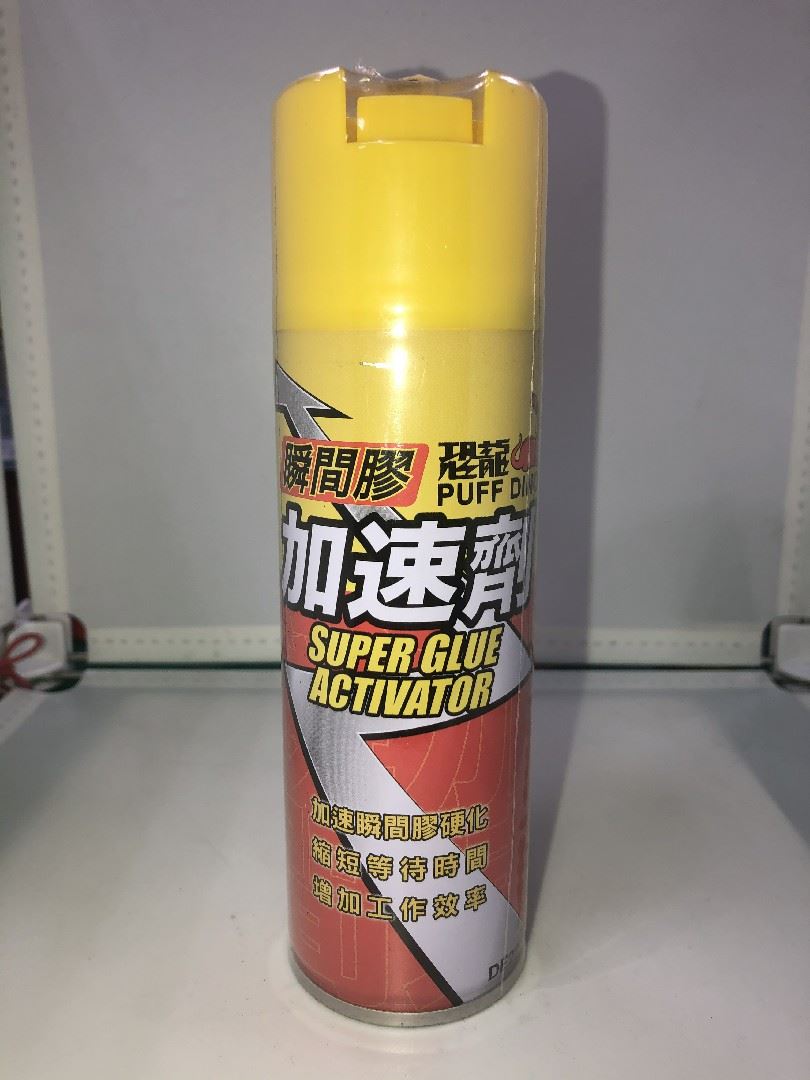 瞬間膠
恐龍
PUFF
加速劑
SUPER GLUE
ACTIVATOR
加速瞬間膠硬化
縮短等待時間
增加工作效率